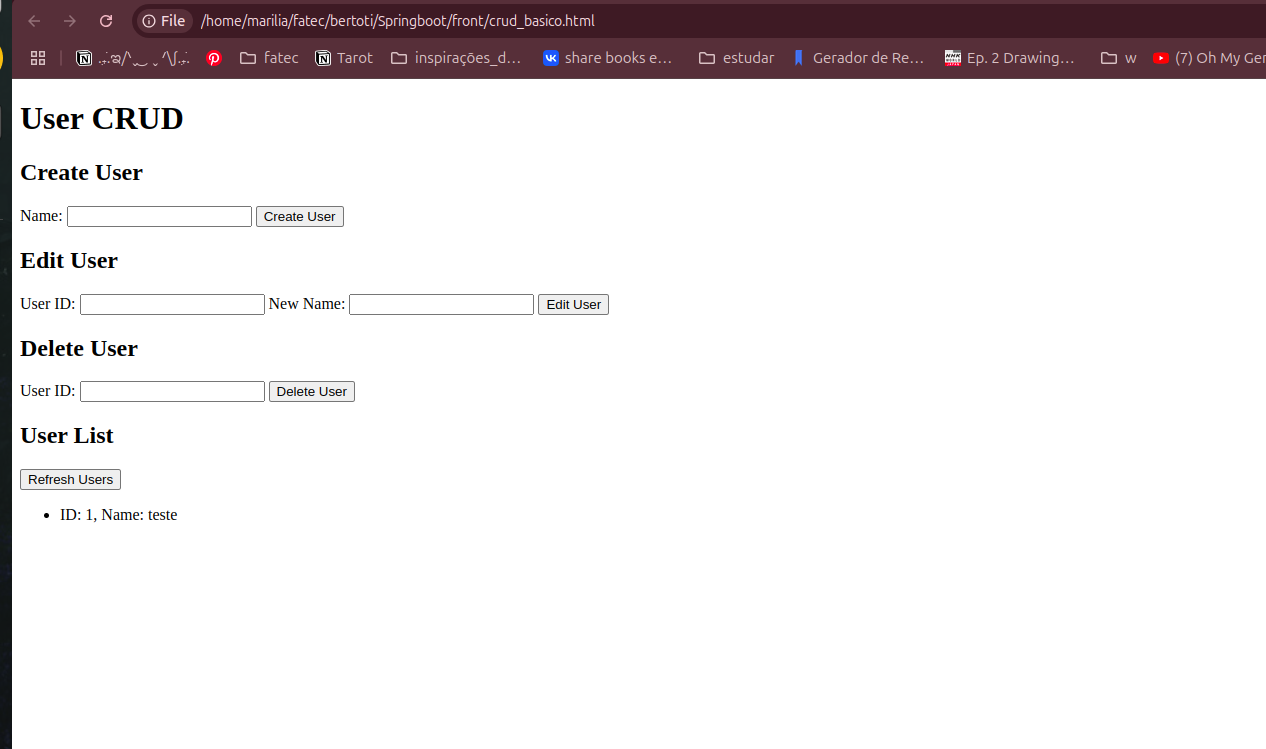 File /home/marilia/fatec/bertoti/Springboot/front/crud_basico.html
fatec Tarot inspirações_d… share books e… estudar Gerador de Re… Ep. 2 Drawing… w (7) Oh My Ger
User CRUD
Create User
Name: Create User
Edit User
User ID: New Name: Edit User
Delete User
User ID: Delete User
User List
Refresh Users
• ID: 1, Name: teste